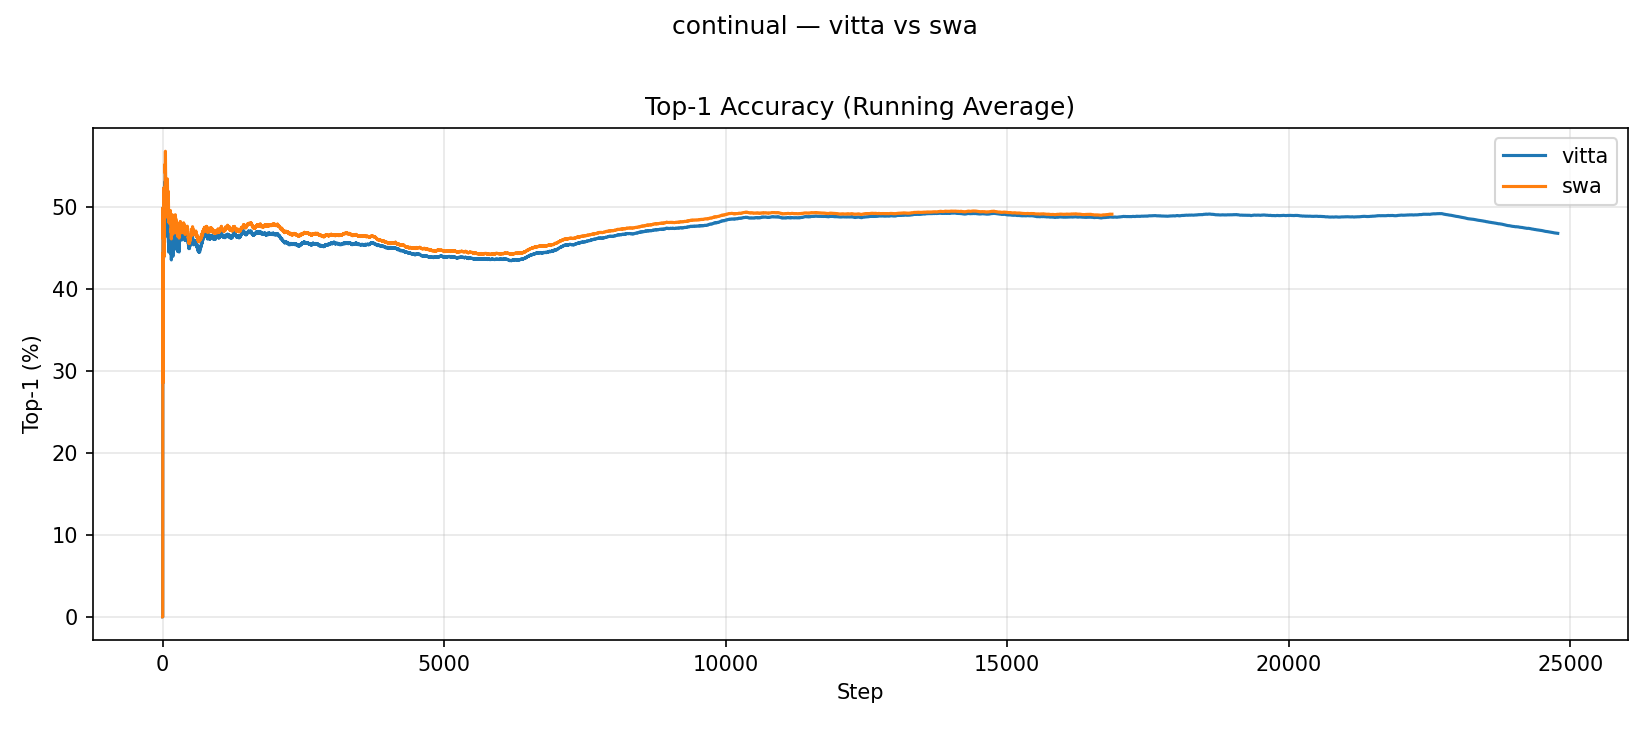 continual — vitta vs swa
Top-1 Accuracy (Running Average)
vitta
swa
Top-1 (%)
50
40
30
20
10
0
0 5000 10000 15000 20000 25000
Step